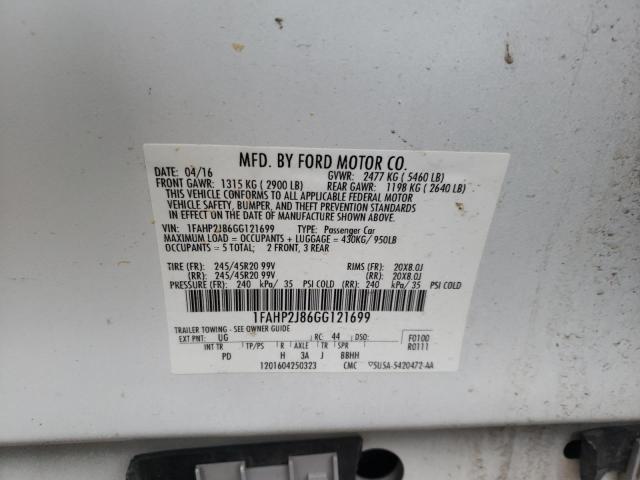 MFD. BY FORD MOTOR CO.
DATE: 04/16 GVWR: 2477 KG ( 5460 LB)
FRONT GAWR: 1315 KG ( 2900 LB) REAR GAWR: 1198 KG ( 2640 LB)
THIS VEHICLE CONFORMS TO ALL APPLICABLE FEDERAL MOTOR
VEHICLE SAFETY, BUMPER, AND THEFT PREVENTION STANDARDS
IN EFFECT ON THE DATE OF MANUFACTURE SHOWN ABOVE.
VIN: 1FAHP2J86GG121699 TYPE: Passenger Car
MAXIMUM LOAD = OCCUPANTS + LUGGAGE = 430KG/ 950LB
OCCUPANTS = 5 TOTAL; 2 FRONT, 3 REAR
TIRE (FR): 245/45R20 99V RIMS (FR): 20X8.0J
(RR): 245/45R20 99V (RR): 20X8.0J
PRESSURE (FR): 240 kPa/ 35 PSI COLD (RR): 240 kPa/ 35 PSI COLD
1FAHP2J86GG121699
TRAILER TOWING - SEE OWNER GUIDE
EXT PNT: UG RC: 44 DSO: F0100
INT TR TP/PS R AXLE TR SPR R0111
PD H 3A J BBHH
1201604250323 CMC 5U5A-5420472-AA